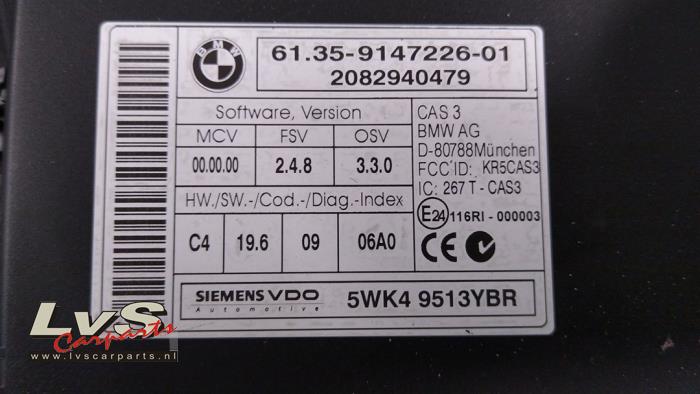 BMW
61.35-9147226-01
2082940479
Software, Version
MCV FSV OSV
00.00.00 2.4.8 3.3.0
HW./SW.-/Cod.-/Diag.-Index
C4 19.6 09 06A0
CAS 3
BMW AG
D-80788München
FCC ID: KR5CAS3
IC: 267 T - CAS3
E24 116RI - 000003
CE N
SIEMENS VDO
Automotive
5WK4 9513YBR
LvS
Carparts
www.lvscarparts.nl